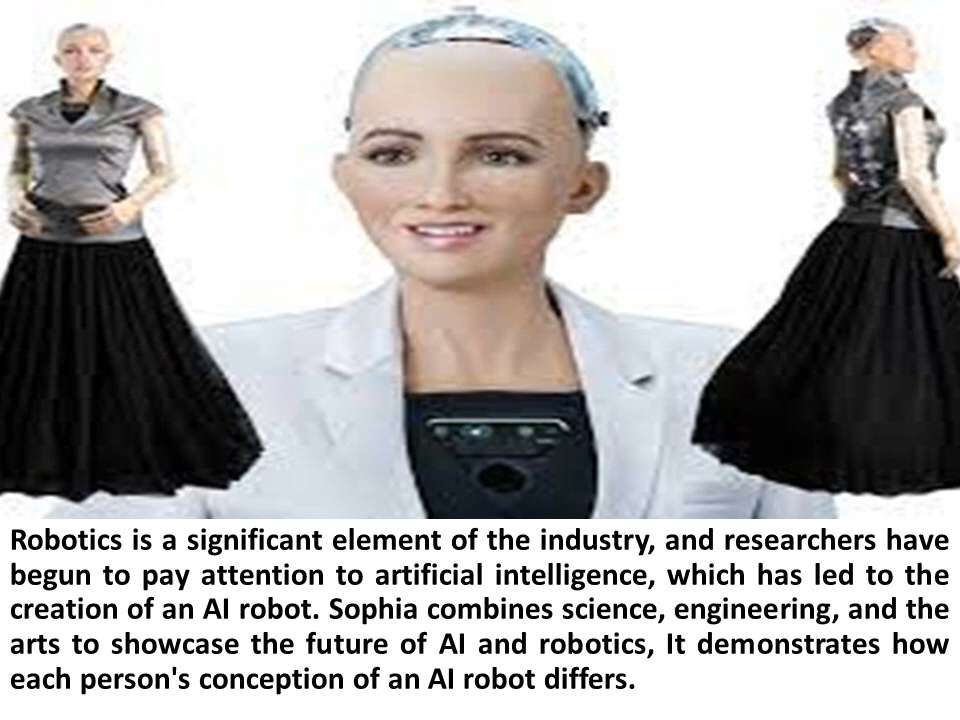 Robotics is a significant element of the industry, and researchers have
begun to pay attention to artificial intelligence, which has led to the
creation of an AI robot. Sophia combines science, engineering, and the
arts to showcase the future of AI and robotics, It demonstrates how
each person's conception of an AI robot differs.